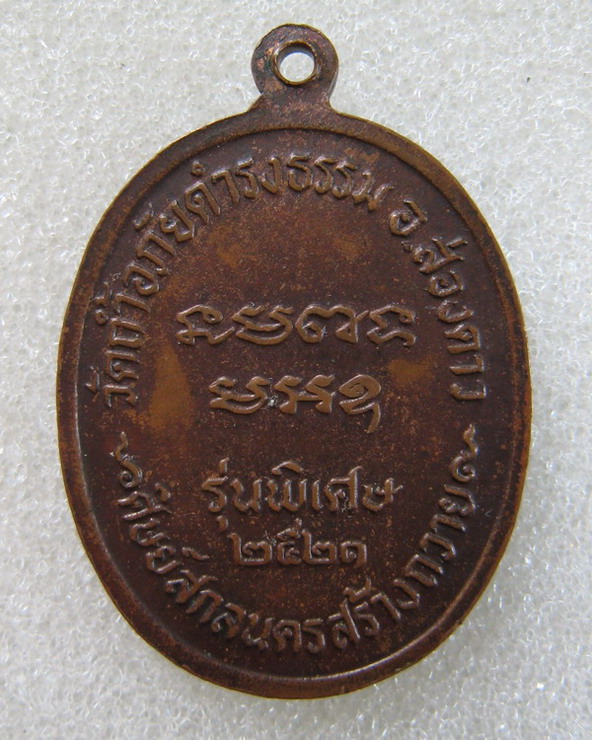 วัดถ้ำอภัยดำรงธรรม อ.ส่องดาว
รุ่นพิเศษ
๒๕๒๑
ศิษย์สกลนครสร้างถวาย